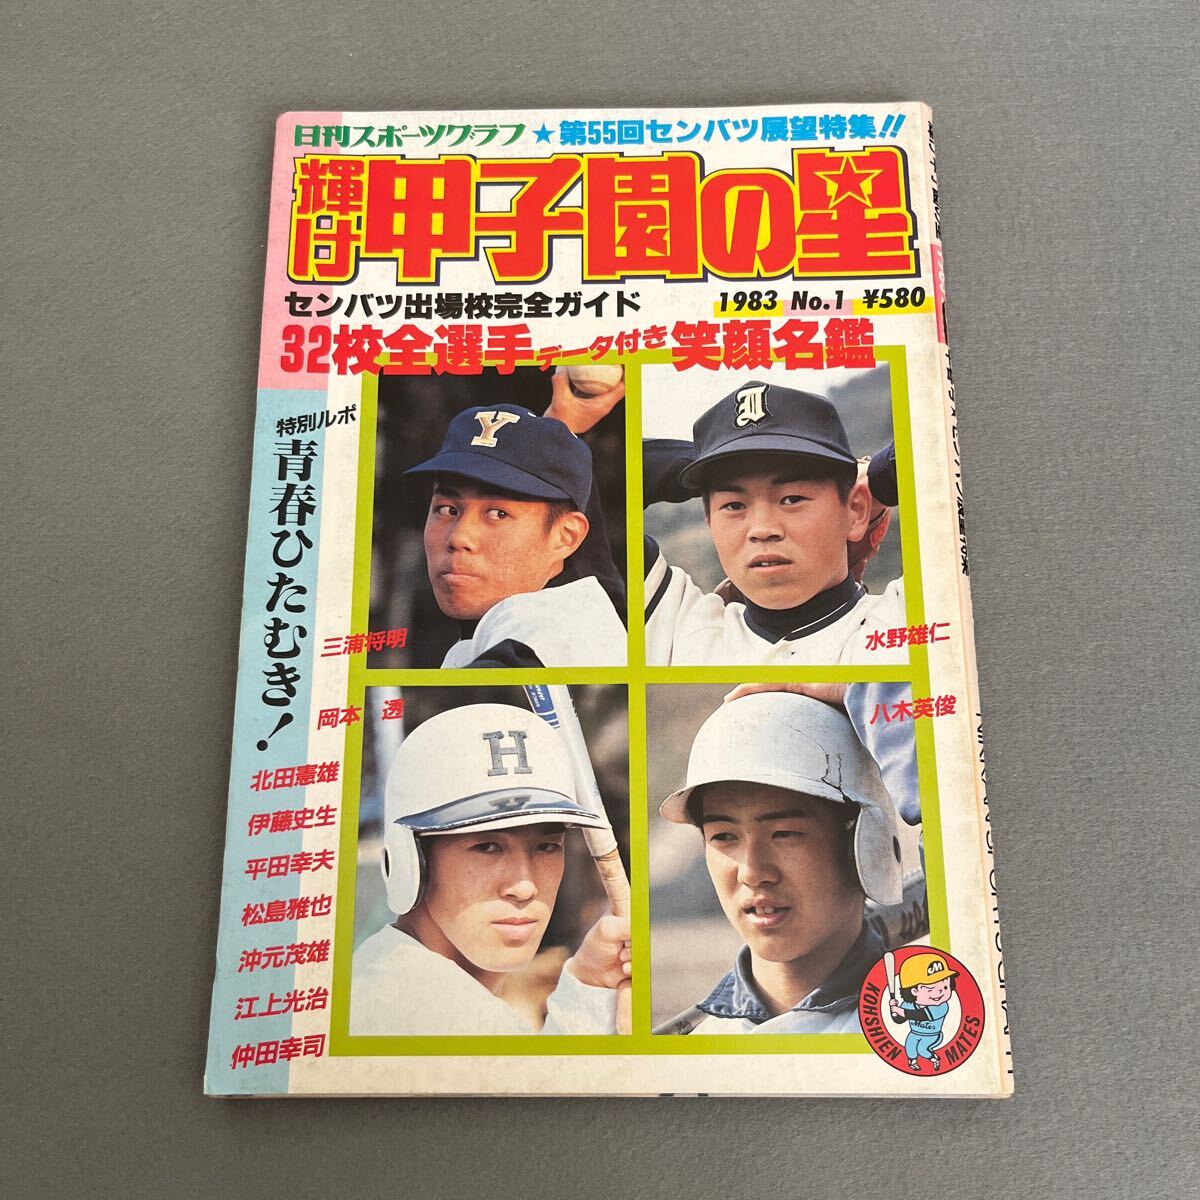 日刊スポーツグラフ ★第55回センバツ展望特集!!
輝け甲子園の星
センバツ出場校完全ガイド 1983 No.1 ¥580
32校全選手データ付き笑顔名鑑
特別ルポ
青春ひたむき!
三浦将明
水野雄仁
岡本 透
八木英俊
北田憲雄
伊藤史生
平田幸夫
松島雅也
沖元茂雄
江上光治
仲田幸司
Y
D
H
M
Mates
KOHSHIEN MATES